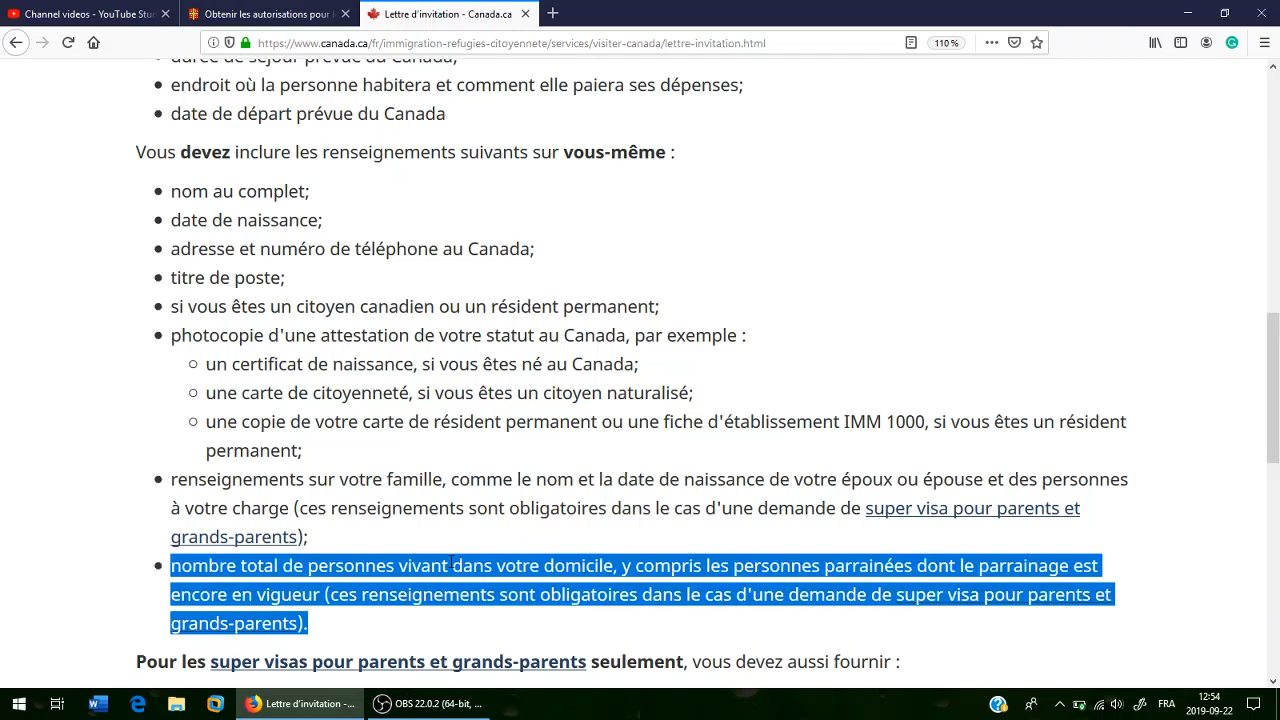 Channel videos - YouTube Stu
Obtenir les autorisations pour l
Lettre d'invitation - Canada.ca
https://www.canada.ca/fr/immigration-refugies-citoyennete/services/visiter-canada/lettre-invitation.html
110 %
durée de séjour prévue au Canada;
endroit où la personne habitera et comment elle paiera ses dépenses;
date de départ prévue du Canada
Vous devez inclure les renseignements suivants sur vous-même :
nom au complet;
date de naissance;
adresse et numéro de téléphone au Canada;
titre de poste;
si vous êtes un citoyen canadien ou un résident permanent;
photocopie d'une attestation de votre statut au Canada, par exemple :
un certificat de naissance, si vous êtes né au Canada;
une carte de citoyenneté, si vous êtes un citoyen naturalisé;
une copie de votre carte de résident permanent ou une fiche d'établissement IMM 1000, si vous êtes un résident
permanent;
renseignements sur votre famille, comme le nom et la date de naissance de votre époux ou épouse et des personnes
à votre charge (ces renseignements sont obligatoires dans le cas d'une demande de super visa pour parents et
grands-parents);
nombre total de personnes vivant dans votre domicile, y compris les personnes parrainées dont le parrainage est
encore en vigueur (ces renseignements sont obligatoires dans le cas d'une demande de super visa pour parents et
grands-parents).
Pour les super visas pour parents et grands-parents seulement, vous devez aussi fournir :
Lettre d'invitation -...
OBS 22.0.2 (64-bit, ...
FRA
12:54
2019-09-22